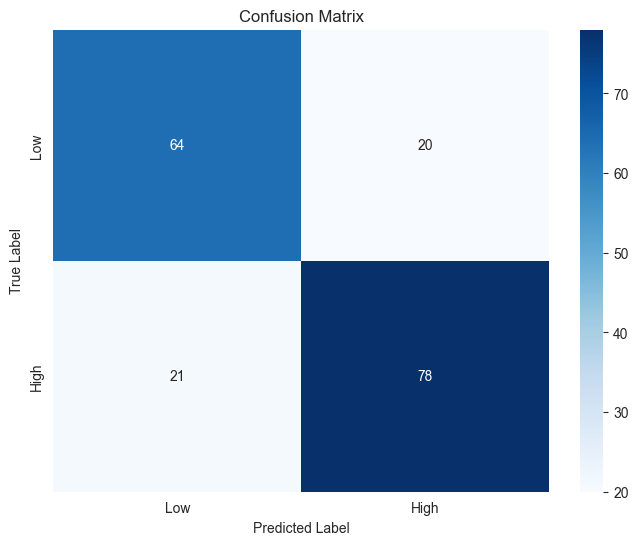 Confusion Matrix
True Label
Low
64
20
High
21
78
Low
High
Predicted Label
70
60
50
40
30
20